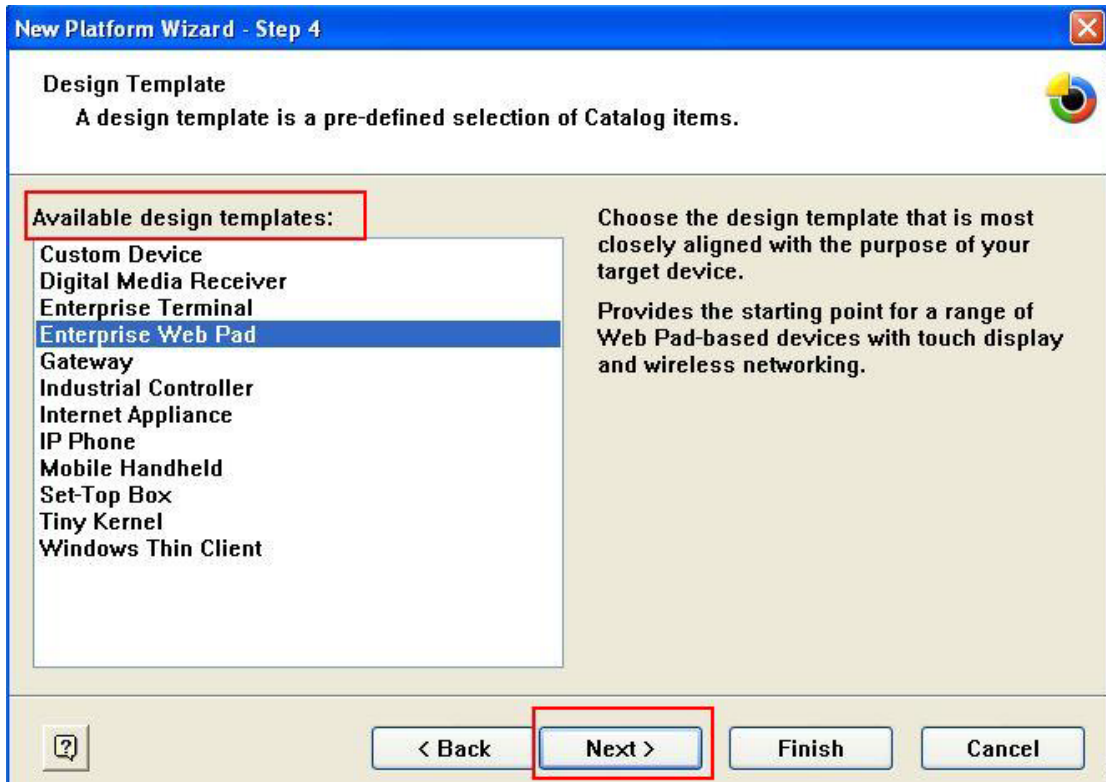 New Platform Wizard - Step 4
Design Template
A design template is a pre-defined selection of Catalog items.
Available design templates:
Custom Device
Digital Media Receiver
Enterprise Terminal
Enterprise Web Pad
Gateway
Industrial Controller
Internet Appliance
IP Phone
Mobile Handheld
Set-Top Box
Tiny Kernel
Windows Thin Client
Choose the design template that is most
closely aligned with the purpose of your
target device.
Provides the starting point for a range of
Web Pad-based devices with touch display
and wireless networking.
?
< Back
Next >
Finish
Cancel